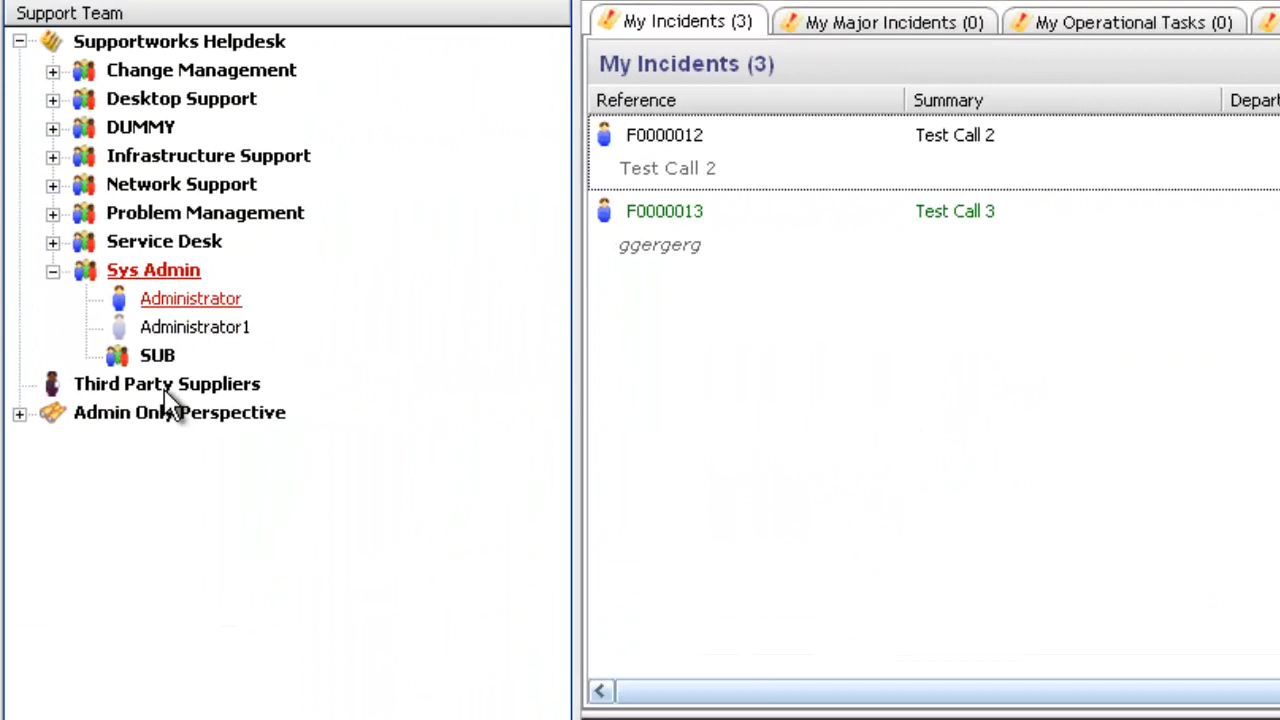 Support Team
Supportworks Helpdesk
Change Management
Desktop Support
DUMMY
Infrastructure Support
Network Support
Problem Management
Service Desk
Sys Admin
Administrator
Administrator1
SUB
Third Party Suppliers
Admin Only Perspective
My Incidents (3)
My Major Incidents (0)
My Operational Tasks (0)
My Incidents (3)
Reference Summary Depart
F0000012 Test Call 2
Test Call 2
F0000013 Test Call 3
ggergerg